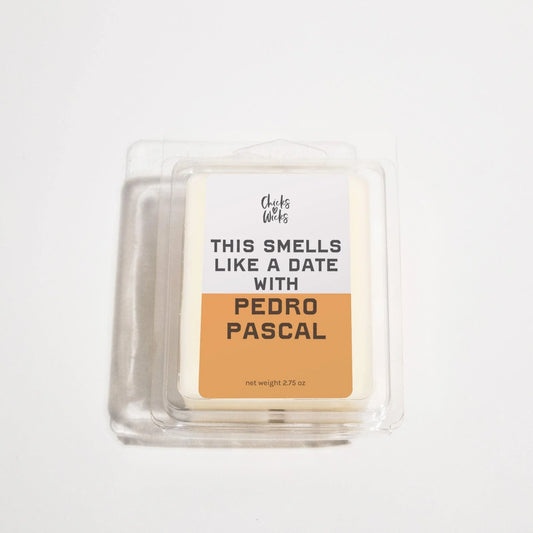 Chicks
Wicks
THIS SMELLS
LIKE A DATE
WITH
PEDRO
PASCAL
net weight 2.75 oz